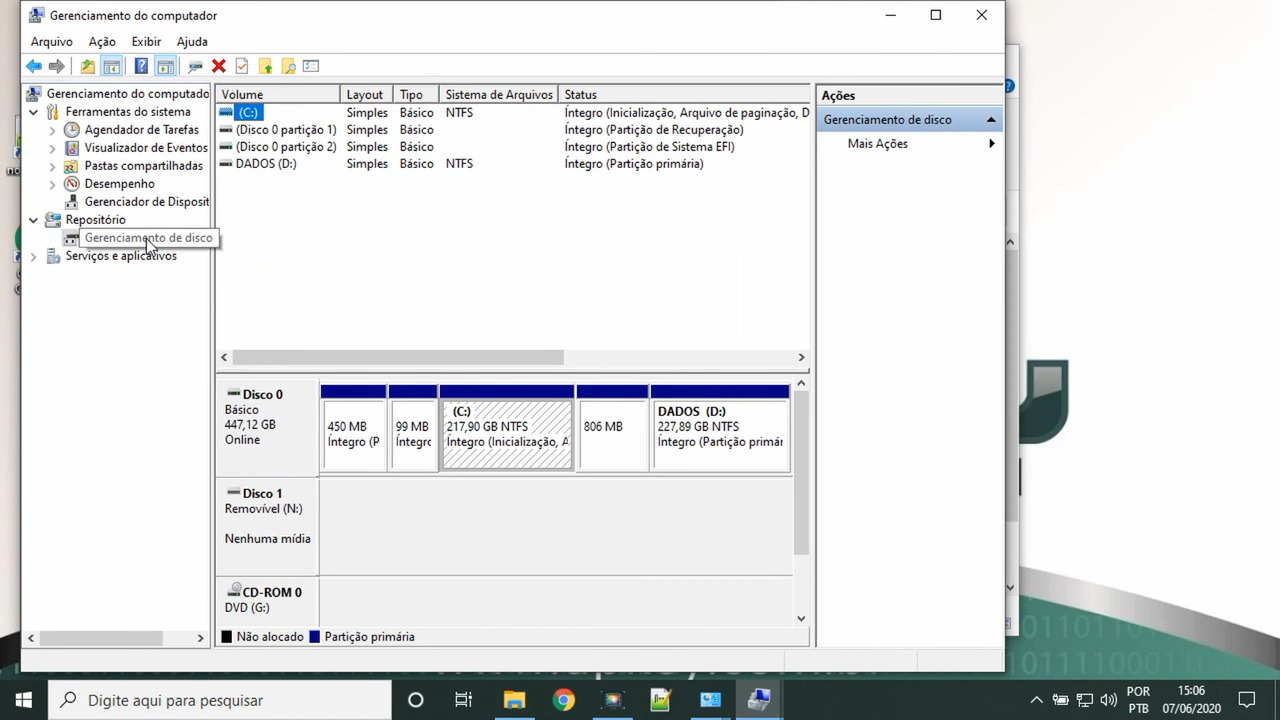 Gerenciamento do computador
Arquivo Ação Exibir Ajuda
Gerenciamento do computado
Ferramentas do sistema
Agendador de Tarefas
Visualizador de Eventos
Pastas compartilhadas
Desempenho
Gerenciador de Disposit
Repositório
Gerenciamento de disco
Serviços e aplicativos
Volume Layout Tipo Sistema de Arquivos Status
(C:) Simples Básico NTFS Íntegro (Inicialização, Arquivo de paginação, D
(Disco 0 partição 1) Simples Básico Íntegro (Partição de Recuperação)
(Disco 0 partição 2) Simples Básico Íntegro (Partição de Sistema EFI)
DADOS (D:) Simples Básico NTFS Íntegro (Partição primária)
Ações
Gerenciamento de disco
Mais Ações
Disco 0
Básico
447,12 GB
Online
450 MB
Íntegro (P
99 MB
Íntegro
(C:)
217,90 GB NTFS
Íntegro (Inicialização, A
806 MB
DADOS (D:)
227,89 GB NTFS
Íntegro (Partição primár
Disco 1
Removível (N:)
Nenhuma mídia
CD-ROM 0
DVD (G:)
Não alocado Partição primária
Digite aqui para pesquisar
POR
PTB
15:06
07/06/2020